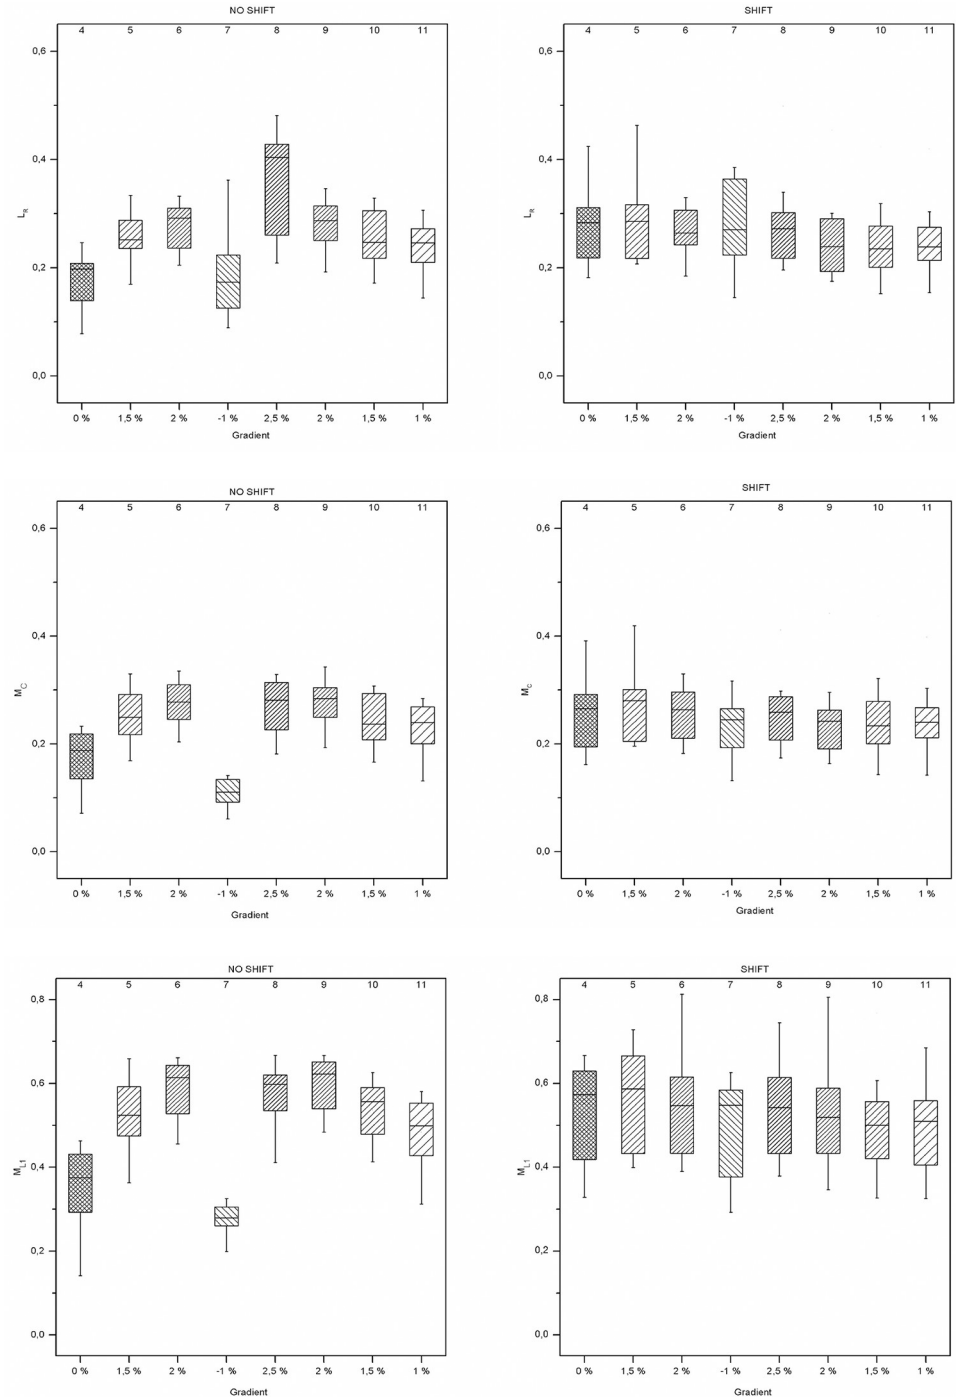 NO SHIFT
4 5 6 7 8 9 10 11
0,6
0,4
0,2
0,0
L_R
0 % 1,5 % 2 % -1 % 2,5 % 2 % 1,5 % 1 %
Gradient
SHIFT
4 5 6 7 8 9 10 11
0,6
0,4
0,2
0,0
L_R
0 % 1,5 % 2 % -1 % 2,5 % 2 % 1,5 % 1 %
Gradient
NO SHIFT
4 5 6 7 8 9 10 11
0,6
0,4
0,2
0,0
M_C
0 % 1,5 % 2 % -1 % 2,5 % 2 % 1,5 % 1 %
Gradient
SHIFT
4 5 6 7 8 9 10 11
0,6
0,4
0,2
0,0
M_C
0 % 1,5 % 2 % -1 % 2,5 % 2 % 1,5 % 1 %
Gradient
NO SHIFT
4 5 6 7 8 9 10 11
0,8
0,6
0,4
0,2
0,0
M_L1
0 % 1,5 % 2 % -1 % 2,5 % 2 % 1,5 % 1 %
Gradient
SHIFT
4 5 6 7 8 9 10 11
0,8
0,6
0,4
0,2
0,0
M_L1
0 % 1,5 % 2 % -1 % 2,5 % 2 % 1,5 % 1 %
Gradient